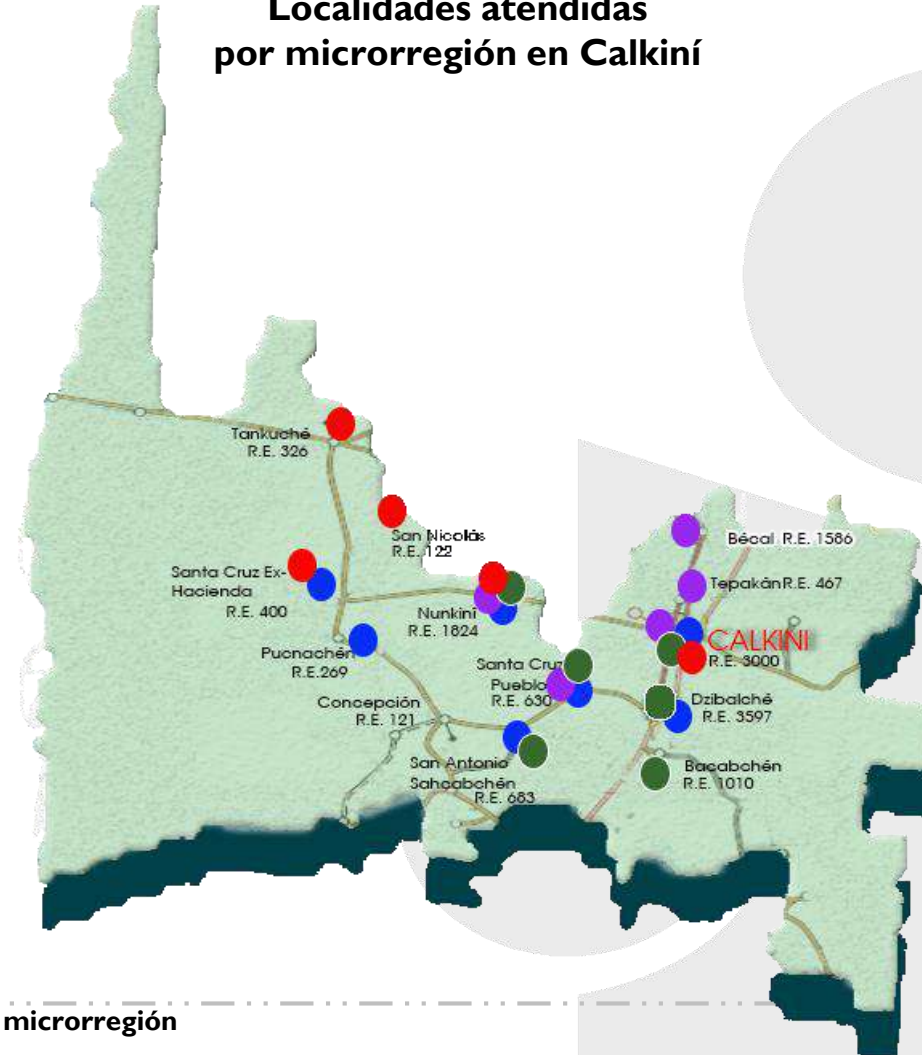 Localidades atendidas
por microrregión en Calkiní
Tankuché
R.E. 326
San Nicolás
R.E. 122
Bécal R.E. 1586
Santa Cruz Ex-
Hacienda
R.E. 400
Tepakán R.E. 467
Nunkiní
R.E. 1824
CALKINI
R.E. 3000
Pucnachén
R.E.269
Santa Cruz
Pueblo
R.E. 630
Concepción
R.E. 121
Dzibalché
R.E. 3597
San Antonio
Sahcabchén
R.E. 683
Bacabchén
R.E. 1010
microrregión